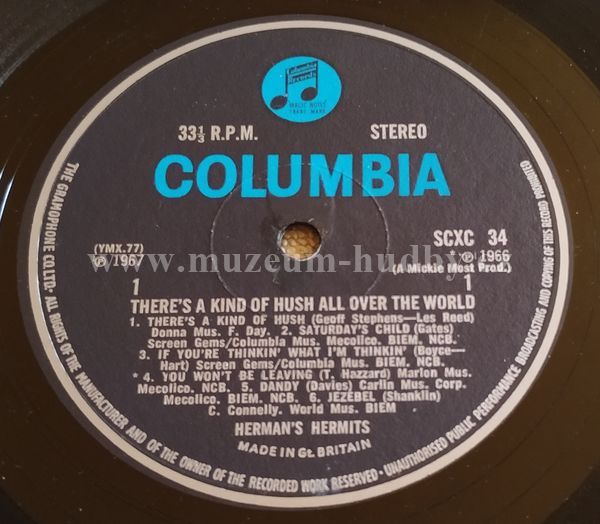 Columbia
Records
MAGIC NOTES
TRADE MARK
33⅓ R.P.M. STEREO
COLUMBIA
SCXC 34
(YMX.77)
℗ 1967 * ℗ 1966
(A Mickie Most Prod.)
1 1
THERE'S A KIND OF HUSH ALL OVER THE WORLD
1. THERE'S A KIND OF HUSH (Geoff Stephens—Les Reed)
Donna Mus. F. Day. 2. SATURDAY'S CHILD (Gates)
Screen Gems/Columbia Mus. Mecolico. BIEM. NCB.
3. IF YOU'RE THINKIN' WHAT I'M THINKIN' (Boyce—
Hart) Screen Gems/Columbia Mus. BIEM. NCB.
* 4. YOU WON'T BE LEAVING (T. Hazzard) Marlon Mus.
Mecolico. NCB. 5. DANDY (Davies) Carlin Mus. Corp.
Mecolico. BIEM. NCB. 6. JEZEBEL (Shanklin)
C. Connelly. World Mus. BIEM
HERMAN'S HERMITS
MADE IN Gt. BRITAIN
THE GRAMOPHONE CO. LTD. · ALL RIGHTS OF THE MANUFACTURER AND OF THE OWNER OF THE RECORDED WORK RESERVED · UNAUTHORISED PUBLIC PERFORMANCE BROADCASTING AND COPYING OF THIS RECORD PROHIBITED
www.muzeum-hudby